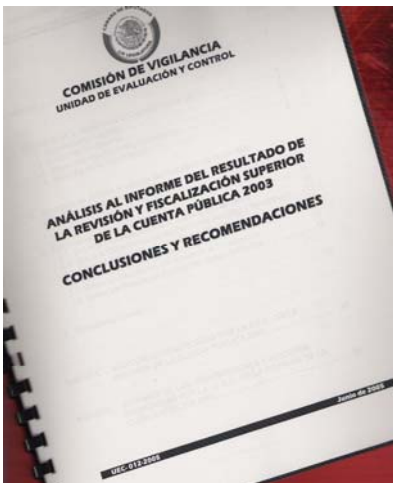 COMISIÓN DE VIGILANCIA
UNIDAD DE EVALUACIÓN Y CONTROL
ANÁLISIS AL INFORME DEL RESULTADO DE
LA REVISIÓN Y FISCALIZACIÓN SUPERIOR
DE LA CUENTA PÚBLICA 2003
CONCLUSIONES Y RECOMENDACIONES
Junio de 2005
UEC-012-2005